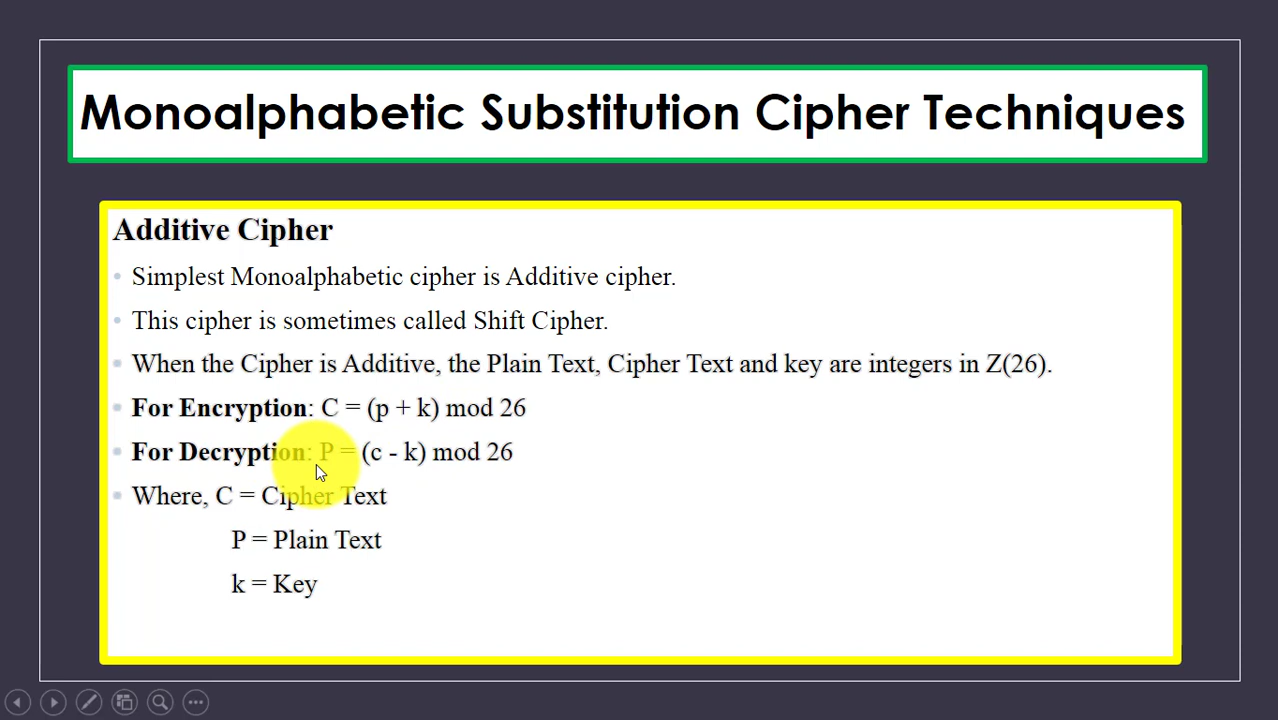 Monoalphabetic Substitution Cipher Techniques
Additive Cipher
• Simplest Monoalphabetic cipher is Additive cipher.
• This cipher is sometimes called Shift Cipher.
• When the Cipher is Additive, the Plain Text, Cipher Text and key are integers in Z(26).
• For Encryption: C = (p + k) mod 26
• For Decryption: P = (c - k) mod 26
• Where, C = Cipher Text
P = Plain Text
k = Key